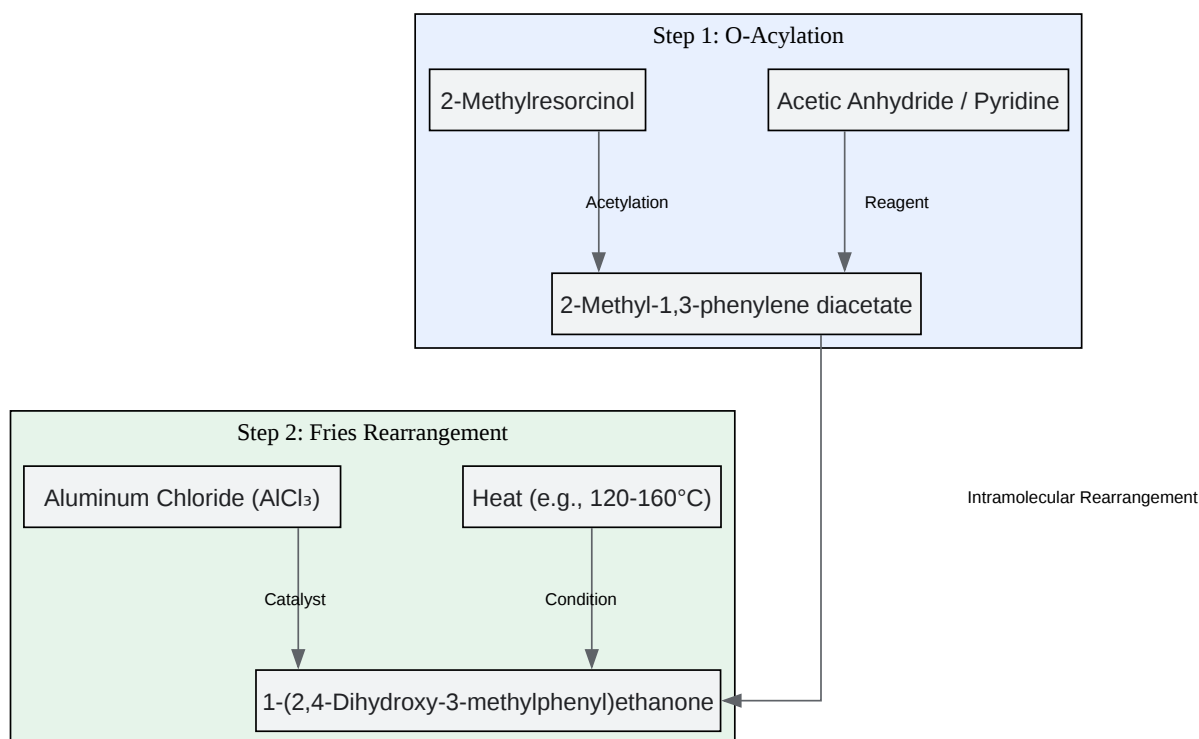 Step 1: O-Acylation
2-Methylresorcinol
Acetic Anhydride / Pyridine
Acetylation
Reagent
2-Methyl-1,3-phenylene diacetate
Step 2: Fries Rearrangement
Aluminum Chloride (AlCl₃)
Heat (e.g., 120-160°C)
Intramolecular Rearrangement
Catalyst
Condition
1-(2,4-Dihydroxy-3-methylphenyl)ethanone